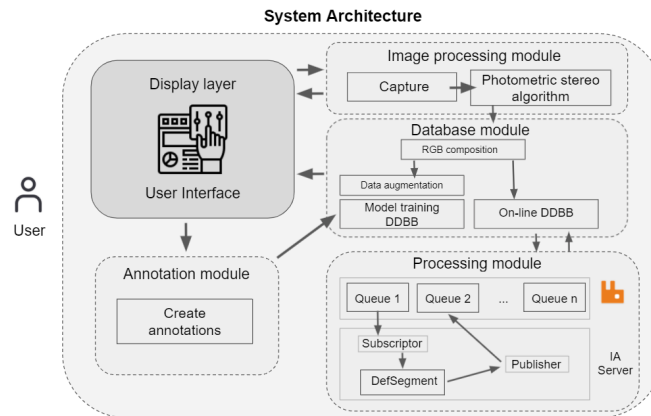 System Architecture
Image processing module
Display layer
Capture
Photometric stereo
algorithm
Database module
RGB composition
User Interface
Data augmentation
Model training
DDBB
On-line DDBB
User
Annotation module
Create
annotations
Processing module
Queue 1
Queue 2
...
Queue n
Subscriptor
Publisher
DefSegment
IA
Server